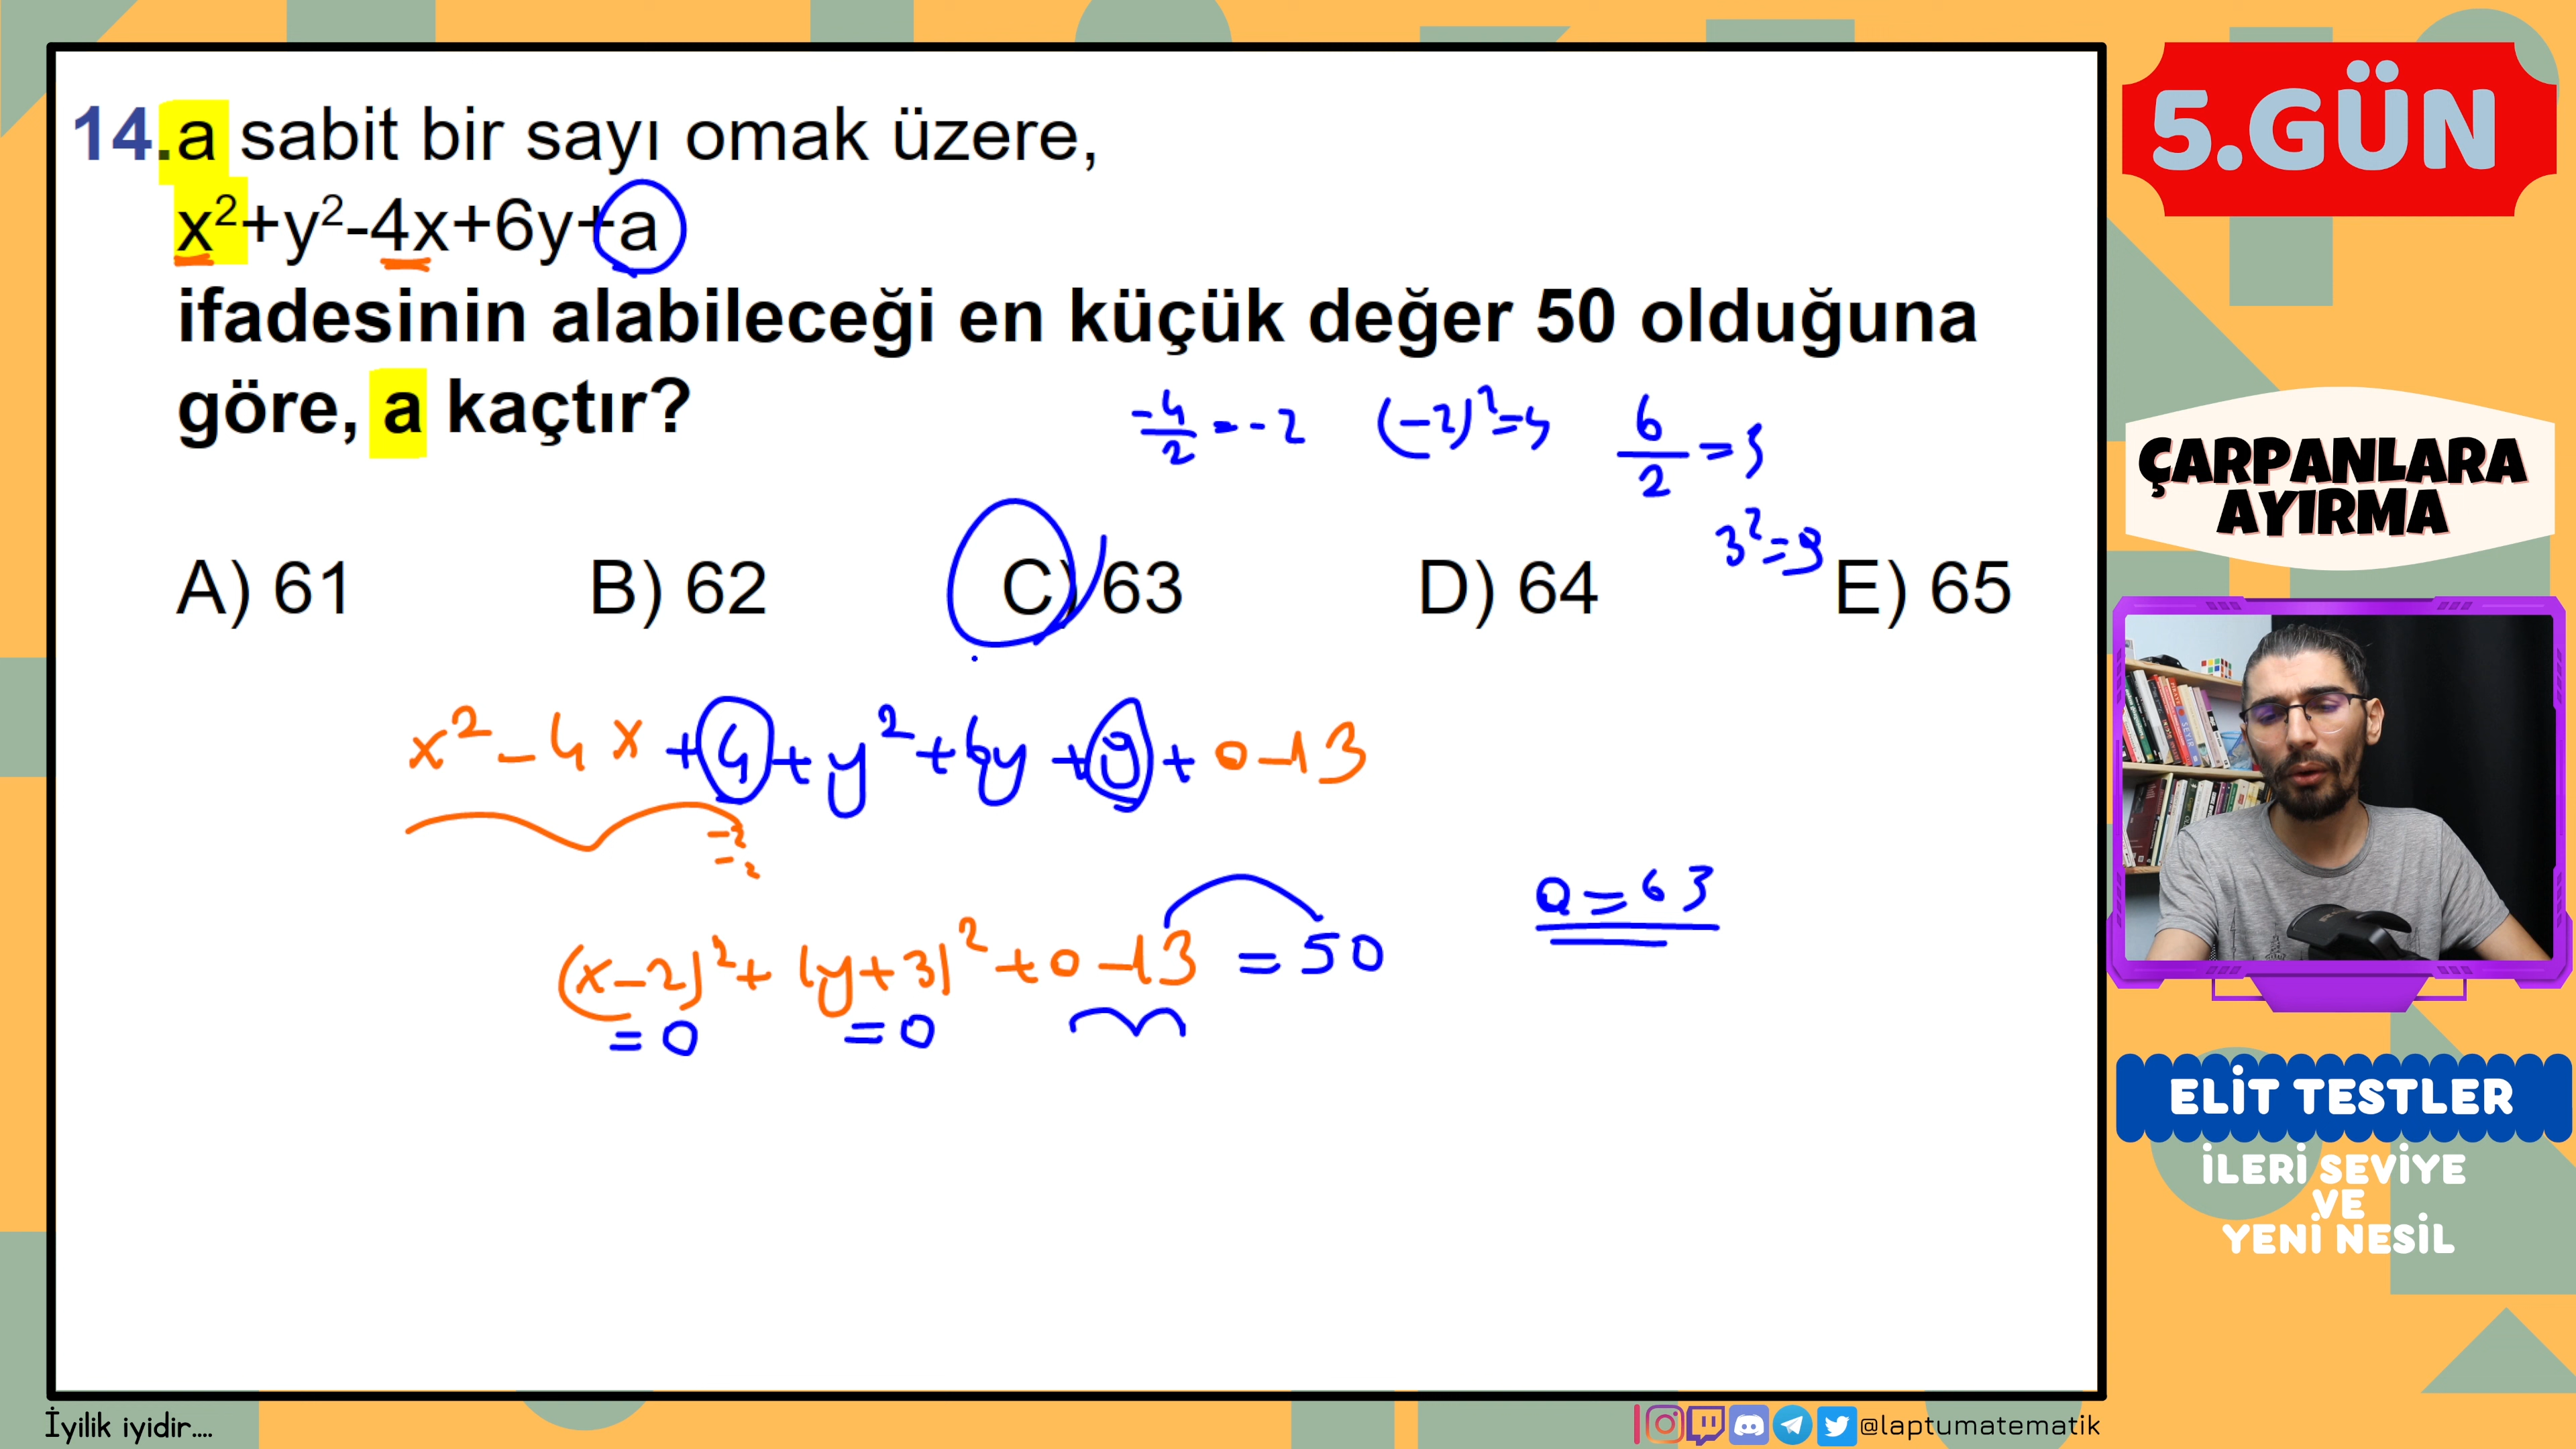 14.a sabit bir sayı omak üzere,
x²+y²-4x+6y+a
ifadesinin alabileceği en küçük değer 50 olduğuna
göre, a kaçtır?
-4/2 = -2 (-2)² = 4 6/2 = 3
3² = 9
A) 61 B) 62 C) 63 D) 64 E) 65
x² - 4x + 4 + y² + 6y + 9 + a - 13
-2
-2
(x-2)² + (y+3)² + a - 13 = 50
= 0 = 0
a = 63
5.GÜN
ÇARPANLARA
AYIRMA
ELİT TESTLER
İLERİ SEVİYE
VE
YENİ NESİL
İyilik iyidir....
@laptumatematik